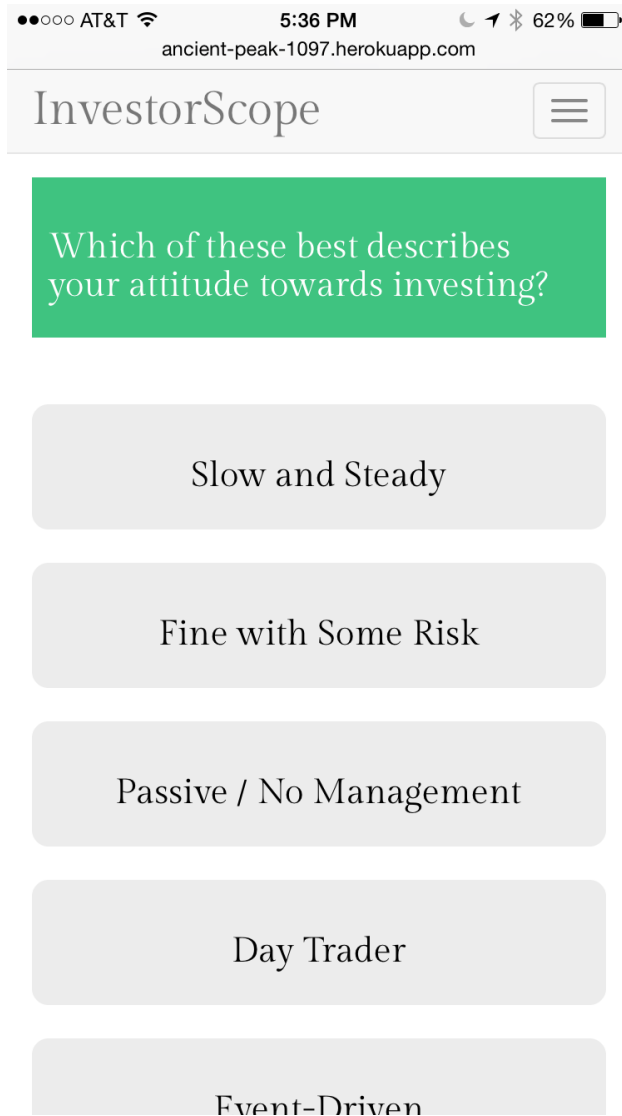 ●●○○○ AT&T 5:36 PM 62%
ancient-peak-1097.herokuapp.com
InvestorScope
Which of these best describes
your attitude towards investing?
Slow and Steady
Fine with Some Risk
Passive / No Management
Day Trader
Event-Driven